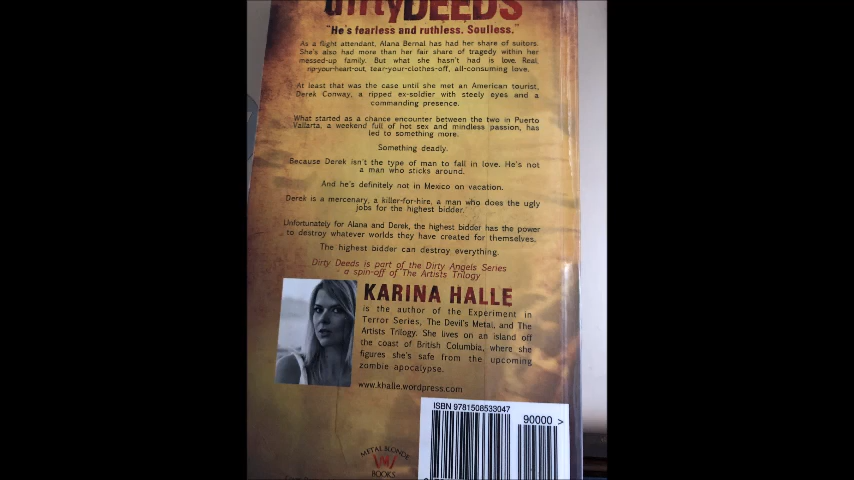 dirtyDEEDS
"He's fearless and ruthless. Soulless."
As a flight attendant, Alana Bernal has had her share of suitors.
She's also had more than her fair share of tragedy within her
messed-up family. But what she hasn't had is love. Real,
rip-your-heart-out, tear-your-clothes-off, all-consuming love.
At least that was the case until she met an American tourist,
Derek Conway, a ripped ex-soldier with steely eyes and a
commanding presence.
What started as a chance encounter between the two in Puerto
Vallarta, a weekend full of hot sex and mindless passion, has
led to something more.
Something deadly.
Because Derek isn't the type of man to fall in love. He's not
a man who sticks around.
And he's definitely not in Mexico on vacation.
Derek is a mercenary, a killer-for-hire, a man who does the ugly
jobs for the highest bidder.
Unfortunately for Alana and Derek, the highest bidder has the power
to destroy whatever worlds they have created for themselves.
The highest bidder can destroy everything.
Dirty Deeds is part of the Dirty Angels Series
- a spin-off of The Artists Trilogy
KARINA HALLE
is the author of the Experiment in
Terror Series, The Devil's Metal, and The
Artists Trilogy. She lives on an island off
the coast of British Columbia, where she
figures she's safe from the upcoming
zombie apocalypse.
www.khalle.wordpress.com
ISBN 9781508533047
90000 >
METAL BLONDE
BOOKS